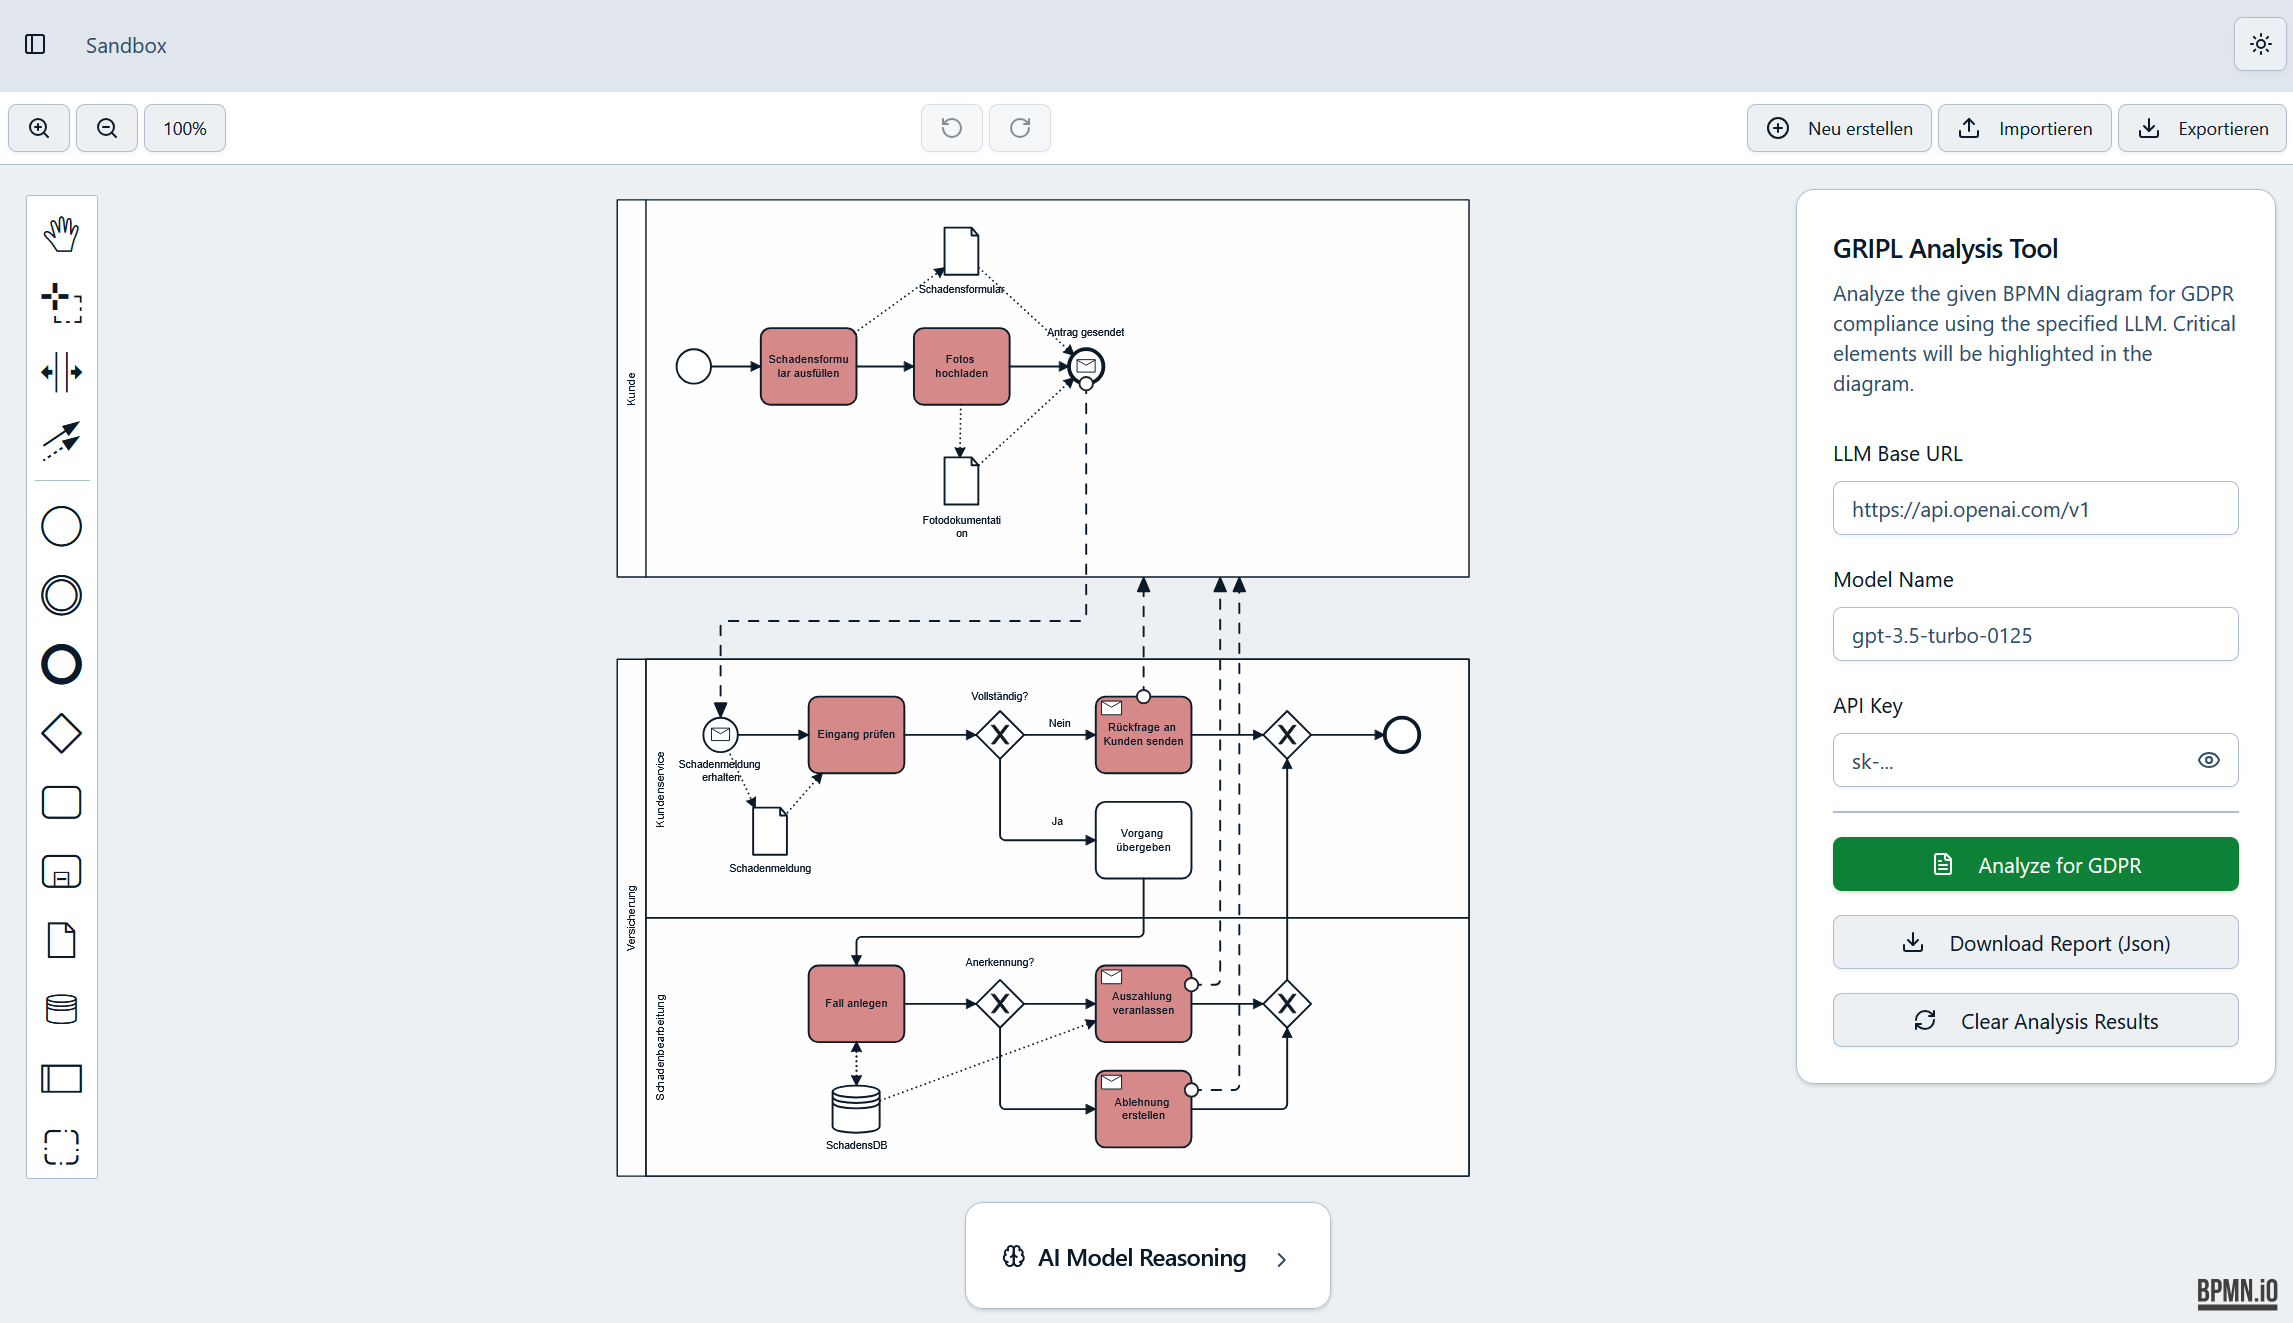 Sandbox
100%
Neu erstellen
Importieren
Exportieren
Kunde
Schadensformular
Antrag gesendet
Schadensformu
lar ausfüllen
Fotos
hochladen
Fotodokumentati
on
Versicherung
Kundenservice
Schadenmeldung
erhalten
Eingang prüfen
Vollständig?
Nein
Rückfrage an
Kunden senden
Schadenmeldung
Ja
Vorgang
übergeben
Schadenbearbeitung
Fall anlegen
Anerkennung?
Auszahlung
veranlassen
Ablehnung
erstellen
SchadensDB
GRIPL Analysis Tool
Analyze the given BPMN diagram for GDPR
compliance using the specified LLM. Critical
elements will be highlighted in the
diagram.
LLM Base URL
https://api.openai.com/v1
Model Name
gpt-3.5-turbo-0125
API Key
sk-...
Analyze for GDPR
Download Report (Json)
Clear Analysis Results
AI Model Reasoning
BPMN.iO